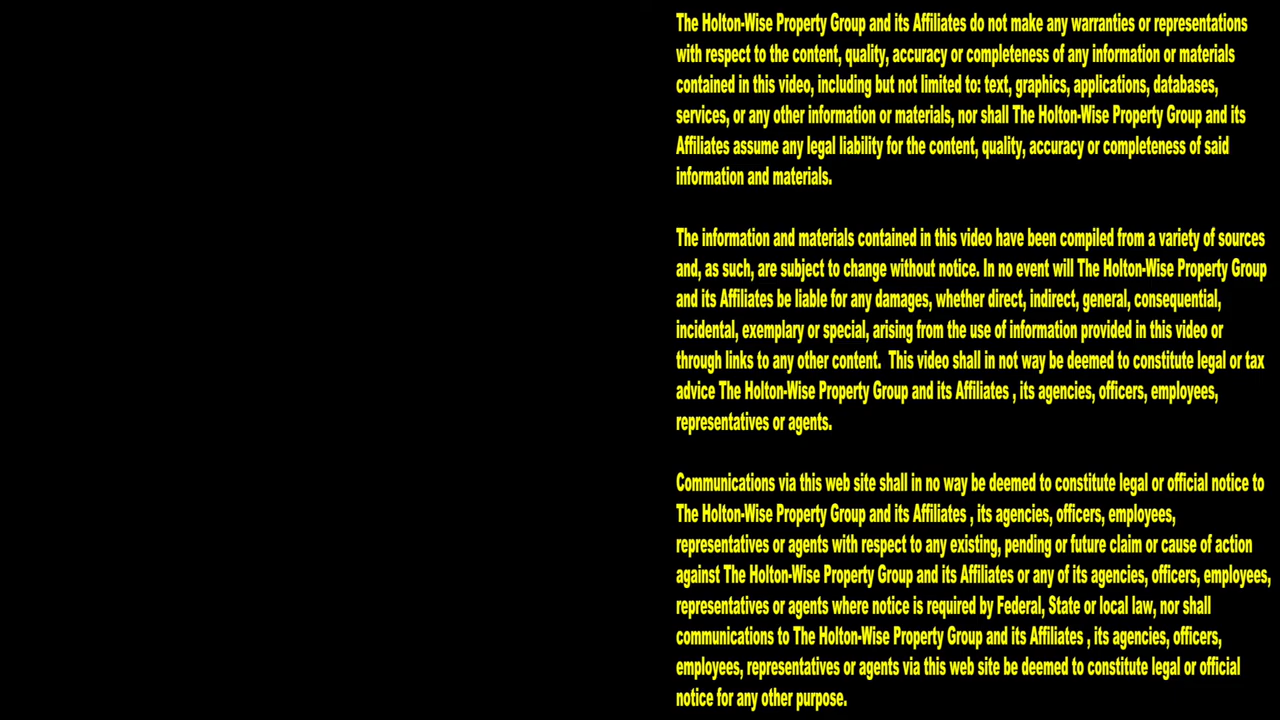 The Holton-Wise Property Group and its Affiliates do not make any warranties or representations
with respect to the content, quality, accuracy or completeness of any information or materials
contained in this video, including but not limited to: text, graphics, applications, databases,
services, or any other information or materials, nor shall The Holton-Wise Property Group and its
Affiliates assume any legal liability for the content, quality, accuracy or completeness of said
information and materials.
The information and materials contained in this video have been compiled from a variety of sources
and, as such, are subject to change without notice. In no event will The Holton-Wise Property Group
and its Affiliates be liable for any damages, whether direct, indirect, general, consequential,
incidental, exemplary or special, arising from the use of information provided in this video or
through links to any other content.  This video shall in not way be deemed to constitute legal or tax
advice The Holton-Wise Property Group and its Affiliates , its agencies, officers, employees,
representatives or agents.
Communications via this web site shall in no way be deemed to constitute legal or official notice to
The Holton-Wise Property Group and its Affiliates , its agencies, officers, employees,
representatives or agents with respect to any existing, pending or future claim or cause of action
against The Holton-Wise Property Group and its Affiliates or any of its agencies, officers, employees,
representatives or agents where notice is required by Federal, State or local law, nor shall
communications to The Holton-Wise Property Group and its Affiliates , its agencies, officers,
employees, representatives or agents via this web site be deemed to constitute legal or official
notice for any other purpose.